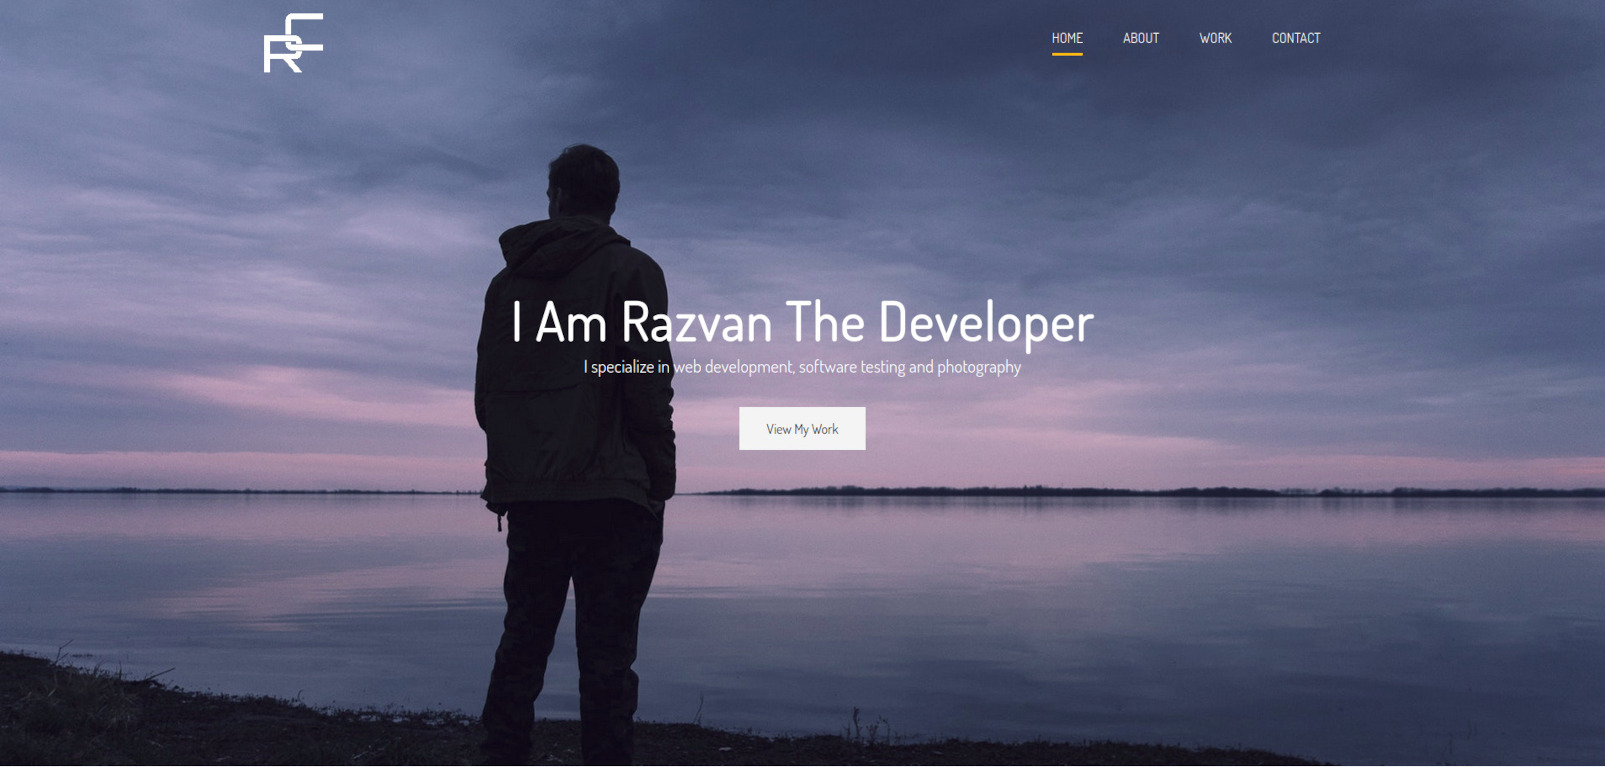 RC
HOME ABOUT WORK CONTACT
I Am Razvan The Developer
I specialize in web development, software testing and photography
View My Work